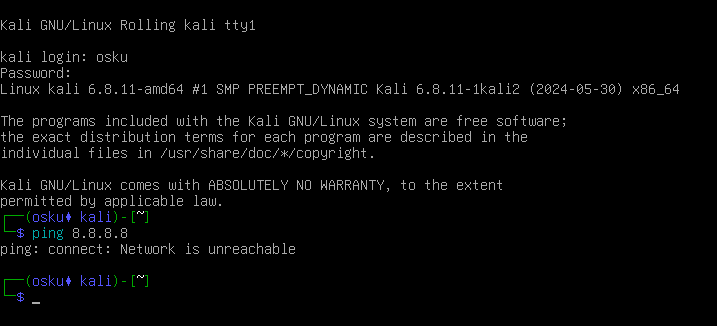 Kali GNU/Linux Rolling kali tty1
kali login: osku
Password:
Linux kali 6.8.11-amd64 #1 SMP PREEMPT_DYNAMIC Kali 6.8.11-1kali2 (2024-05-30) x86_64
The programs included with the Kali GNU/Linux system are free software;
the exact distribution terms for each program are described in the
individual files in /usr/share/doc/*/copyright.
Kali GNU/Linux comes with ABSOLUTELY NO WARRANTY, to the extent
permitted by applicable law.
┌──(osku♦ kali)-[~]
└─$ ping 8.8.8.8
ping: connect: Network is unreachable
┌──(osku♦ kali)-[~]
└─$ _